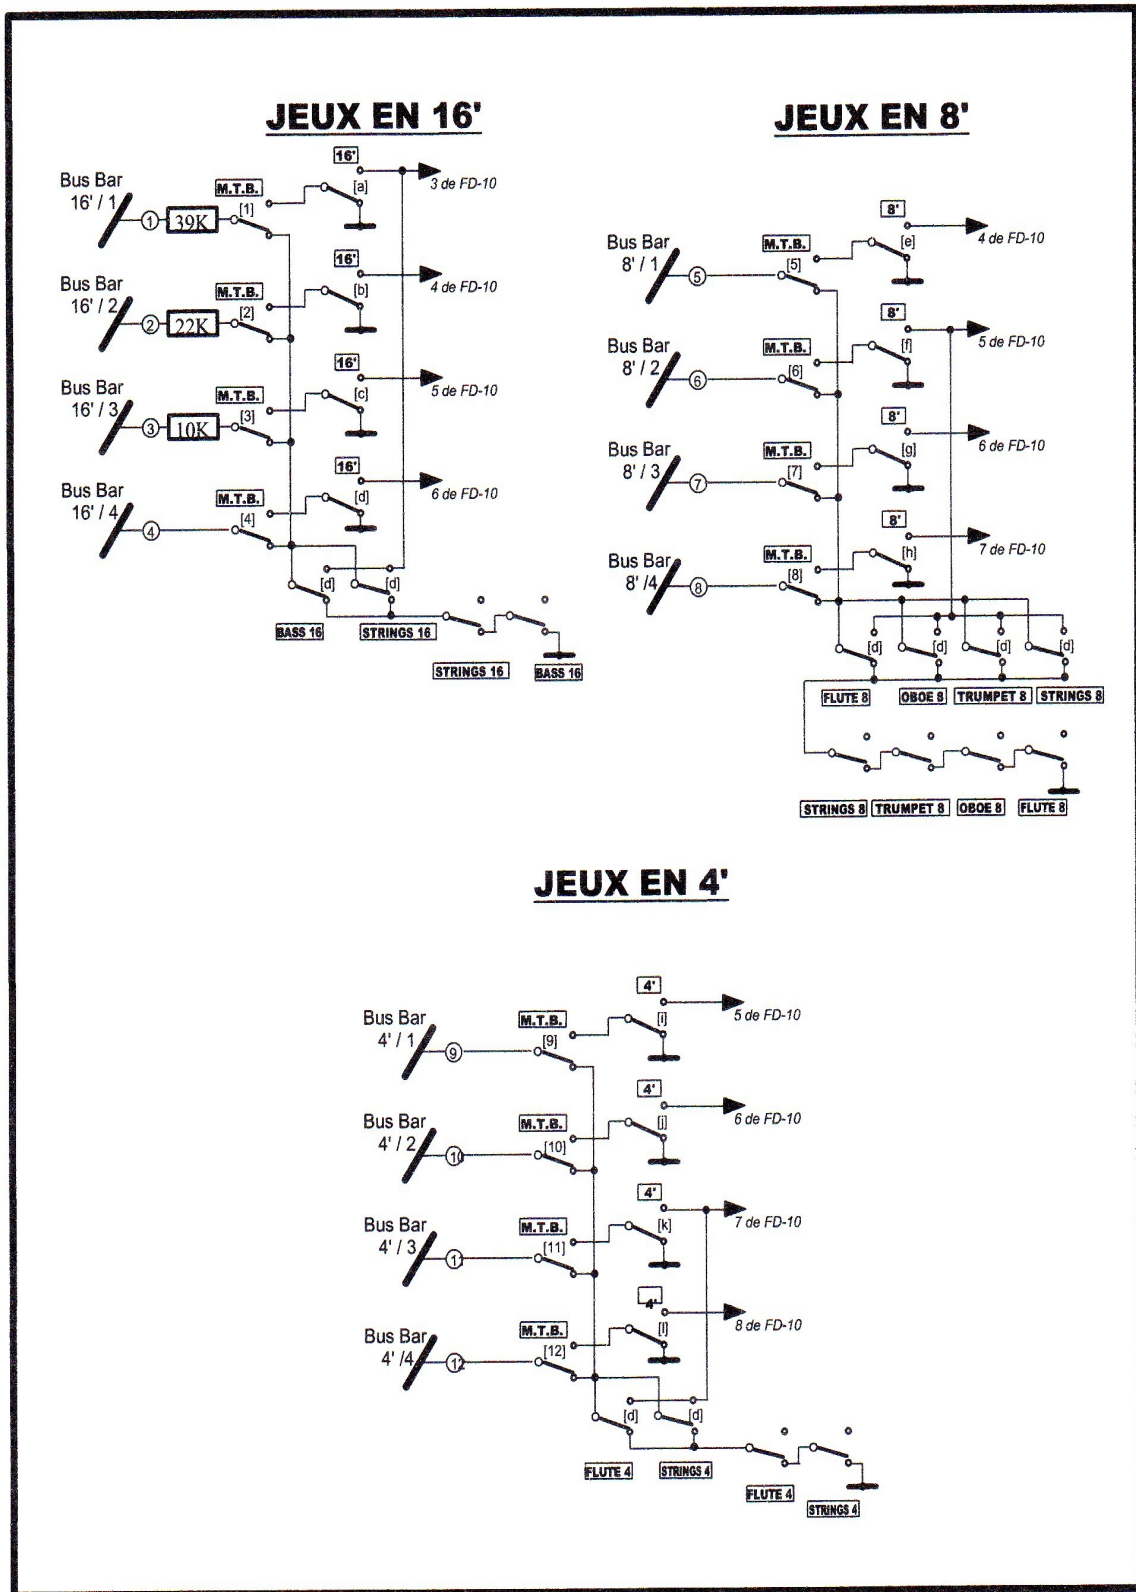 JEUX EN 16'
Bus Bar
16' / 1
1
39K
M.T.B.
[1]
16'
[a]
3 de FD-10
Bus Bar
16' / 2
2
22K
M.T.B.
[2]
16'
[b]
4 de FD-10
Bus Bar
16' / 3
3
10K
M.T.B.
[3]
16'
[c]
5 de FD-10
Bus Bar
16' / 4
4
M.T.B.
[4]
16'
[d]
6 de FD-10
[d]
[d]
BASS 16
STRINGS 16
STRINGS 16
BASS 16
JEUX EN 8'
Bus Bar
8' / 1
5
M.T.B.
[5]
8'
[e]
4 de FD-10
Bus Bar
8' / 2
6
M.T.B.
[6]
8'
[f]
5 de FD-10
Bus Bar
8' / 3
7
M.T.B.
[7]
8'
[g]
6 de FD-10
Bus Bar
8' /4
8
M.T.B.
[8]
8'
[h]
7 de FD-10
[d]
[d]
[d]
[d]
FLUTE 8
OBOE 8
TRUMPET 8
STRINGS 8
STRINGS 8
TRUMPET 8
OBOE 8
FLUTE 8
JEUX EN 4'
Bus Bar
4' / 1
9
M.T.B.
[9]
4'
[i]
5 de FD-10
Bus Bar
4' / 2
10
M.T.B.
[10]
4'
[j]
6 de FD-10
Bus Bar
4' / 3
11
M.T.B.
[11]
4'
[k]
7 de FD-10
Bus Bar
4' /4
12
M.T.B.
[12]
4'
[l]
8 de FD-10
[d]
[d]
FLUTE 4
STRINGS 4
FLUTE 4
STRINGS 4